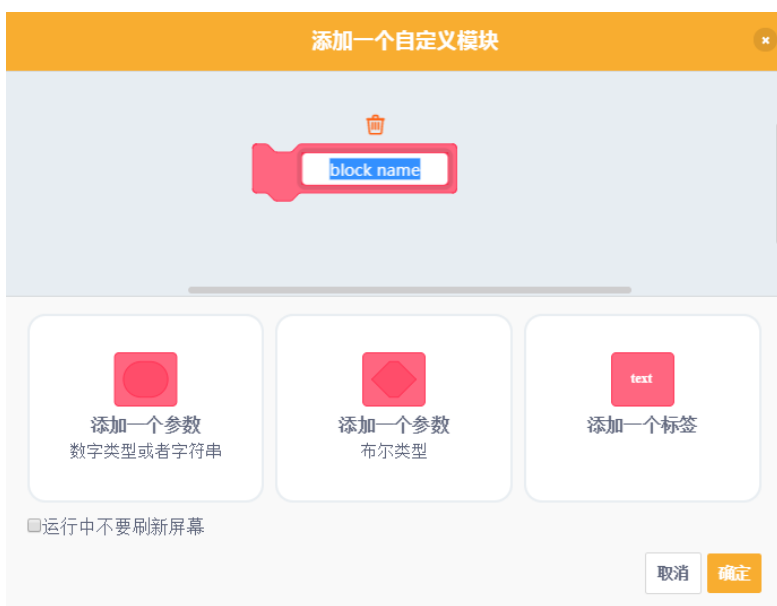 添加一个自定义模块
block name
text
添加一个参数
数字类型或者字符串
添加一个参数
布尔类型
添加一个标签
运行中不要刷新屏幕
取消
确定